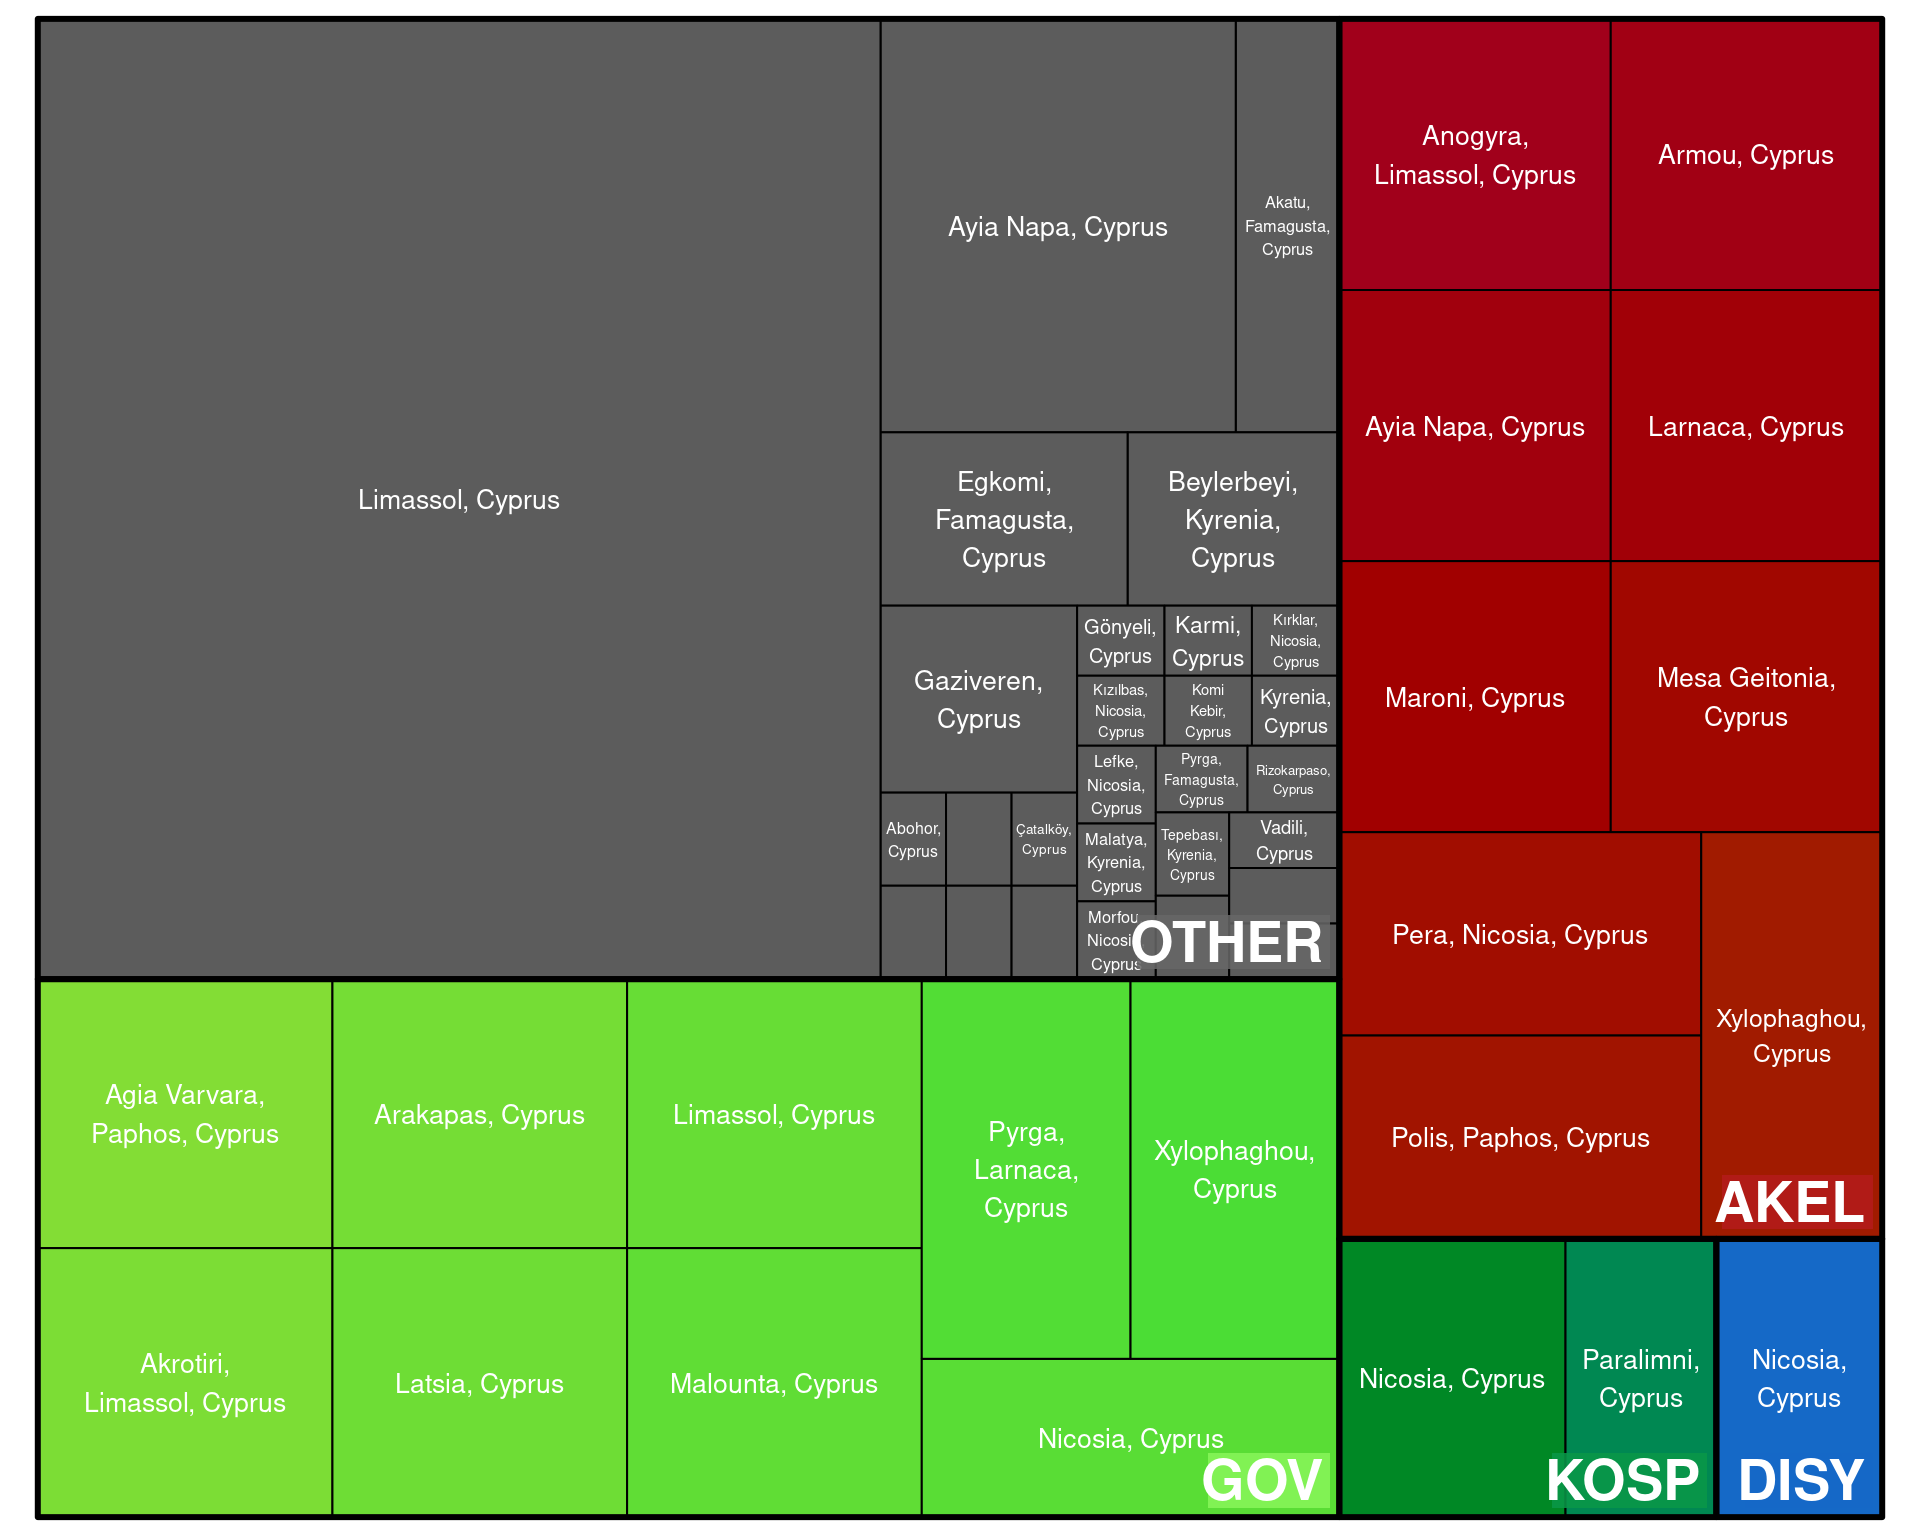 Limassol, Cyprus
Ayia Napa, Cyprus
Akatu,
Famagusta,
Cyprus
Egkomi,
Famagusta,
Cyprus
Beylerbeyi,
Kyrenia,
Cyprus
Gaziveren,
Cyprus
Gönyeli,
Cyprus
Karmi,
Cyprus
Kırklar,
Nicosia,
Cyprus
Kızılbas,
Nicosia,
Cyprus
Komi
Kebir,
Cyprus
Kyrenia,
Cyprus
Lefke,
Nicosia,
Cyprus
Pyrga,
Famagusta,
Cyprus
Rizokarpaso,
Cyprus
Abohor,
Cyprus
Çatalköy,
Cyprus
Malatya,
Kyrenia,
Cyprus
Tepebası,
Kyrenia,
Cyprus
Vadili,
Cyprus
Morfou,
Nicosia,
Cyprus
OTHER
Anogyra,
Limassol, Cyprus
Armou, Cyprus
Ayia Napa, Cyprus
Larnaca, Cyprus
Maroni, Cyprus
Mesa Geitonia,
Cyprus
Pera, Nicosia, Cyprus
Polis, Paphos, Cyprus
Xylophaghou,
Cyprus
AKEL
Agia Varvara,
Paphos, Cyprus
Arakapas, Cyprus
Limassol, Cyprus
Pyrga,
Larnaca,
Cyprus
Xylophaghou,
Cyprus
Akrotiri,
Limassol, Cyprus
Latsia, Cyprus
Malounta, Cyprus
Nicosia, Cyprus
GOV
Nicosia, Cyprus
Paralimni,
Cyprus
KOSP
Nicosia,
Cyprus
DISY